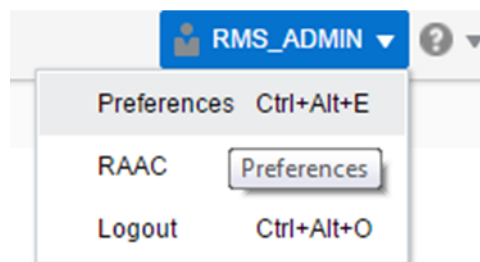 RMS_ADMIN ?
Preferences Ctrl+Alt+E
RAAC Preferences
Logout Ctrl+Alt+O